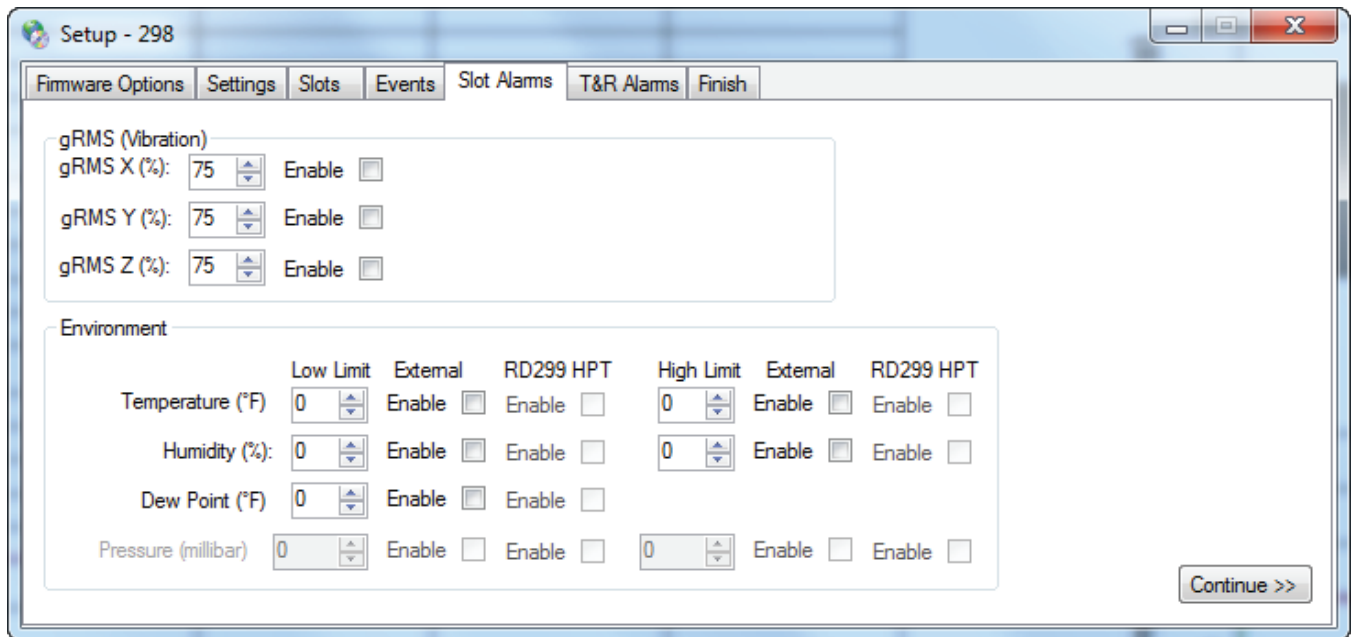 Setup - 298
Firmware Options Settings Slots Events Slot Alarms T&R Alarms Finish
gRMS (Vibration)
gRMS X (%): 75 Enable
gRMS Y (%): 75 Enable
gRMS Z (%): 75 Enable
Environment
Low Limit External RD299 HPT High Limit External RD299 HPT
Temperature (°F) 0 Enable Enable 0 Enable Enable
Humidity (%): 0 Enable Enable 0 Enable Enable
Dew Point (°F) 0 Enable Enable
Pressure (millibar) 0 Enable Enable 0 Enable Enable
Continue >>